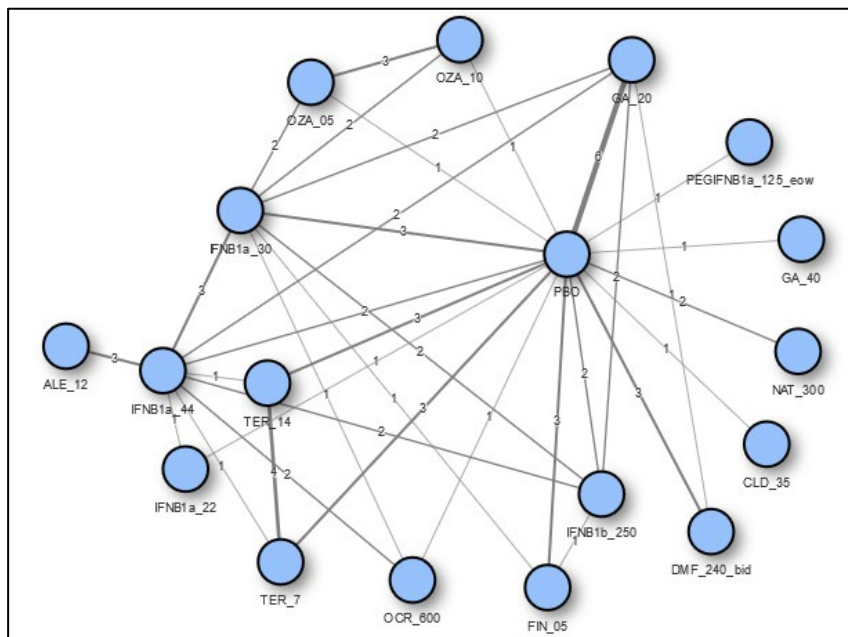 3
OZA_10
OZA_05
GA_20
2
2
2
1
1
6
PEGIFNB1a_125_eow
1
2
IFNB1a_30
3
1
GA_40
PBO
2
1
2
3
2
NAT_300
3
1
2
1
ALE_12
3
IFNB1a_44
1
TER_14
2
3
CLD_35
1
3
1
1
2
3
IFNB1a_22
1
4
2
IFNB1b_250
1
DMF_240_bid
TER_7
OCR_600
FIN_05